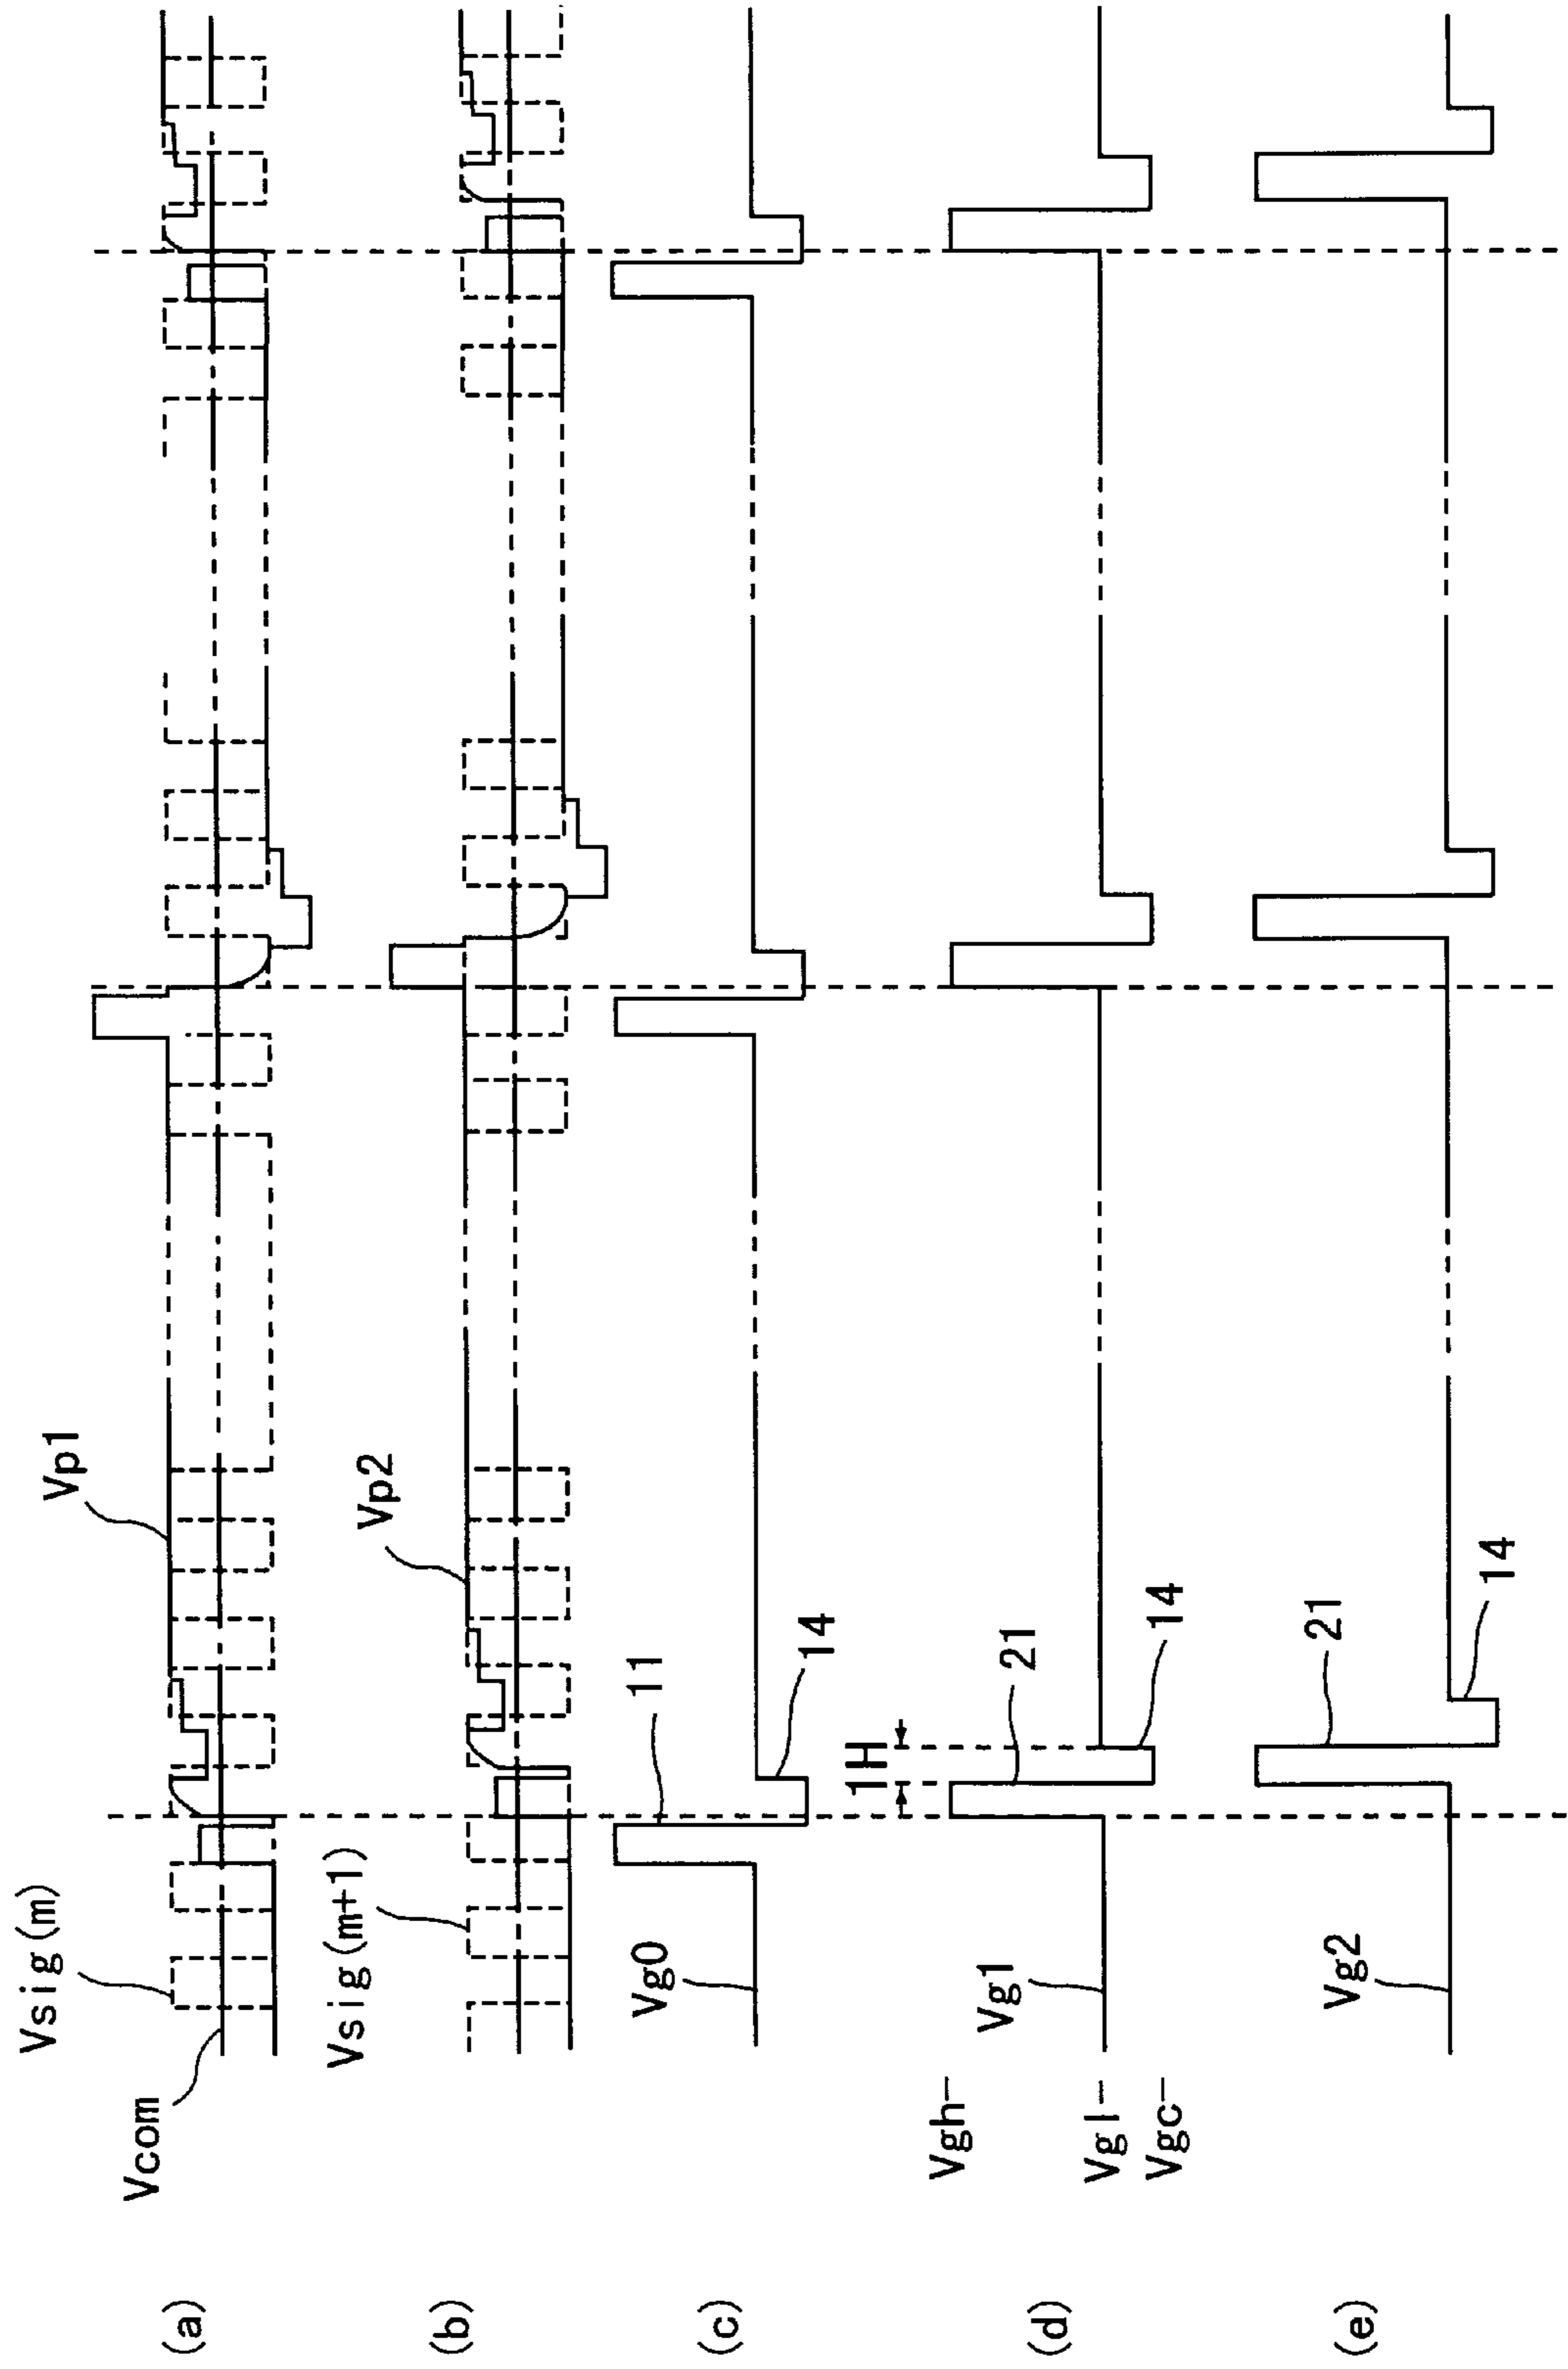 (a)
Vcom
Vsig(m)
Vp1
(b)
Vsig(m+1)
Vp2
(c)
Vg0
11
14
(d)
Vgh
Vgl
Vgc
Vg1
1H
21
14
(e)
Vg2
21
14